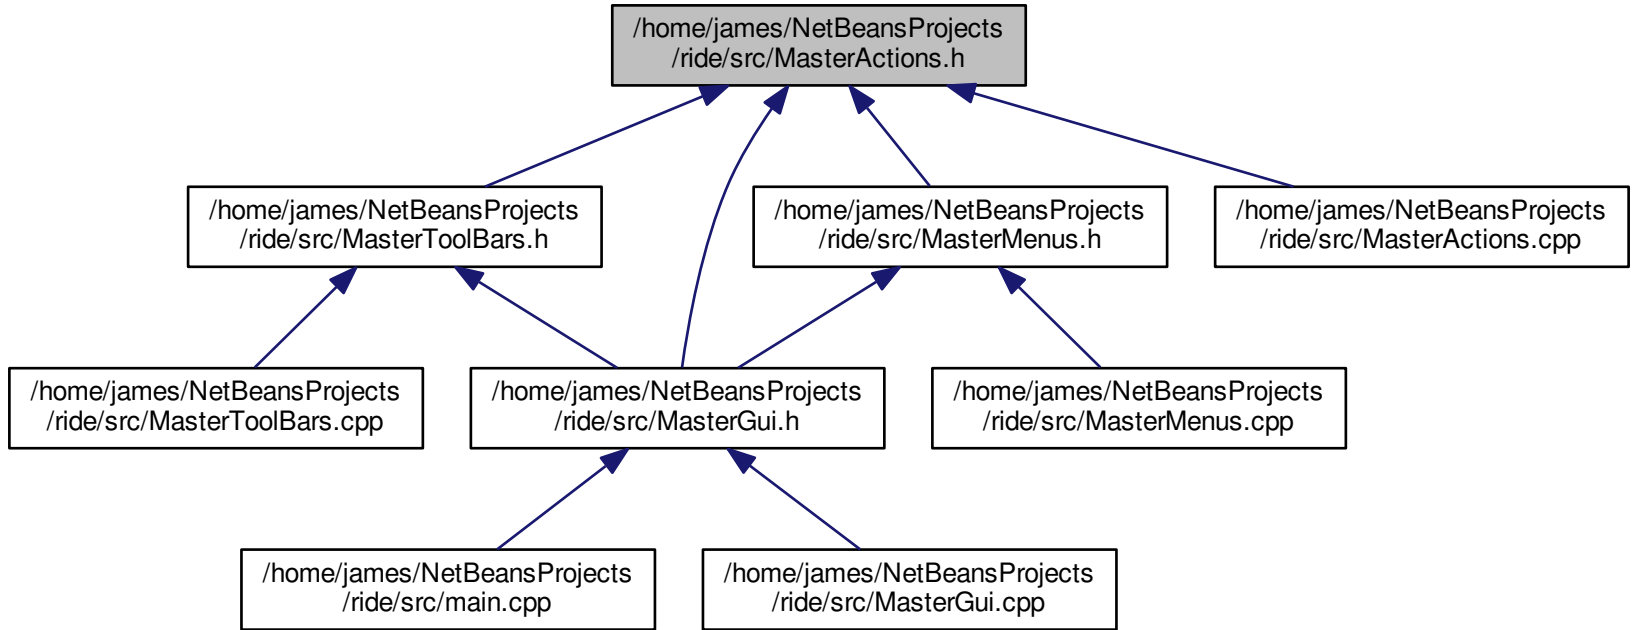 /home/james/NetBeansProjects
/ride/src/MasterActions.h
/home/james/NetBeansProjects
/ride/src/MasterToolBars.h
/home/james/NetBeansProjects
/ride/src/MasterMenus.h
/home/james/NetBeansProjects
/ride/src/MasterActions.cpp
/home/james/NetBeansProjects
/ride/src/MasterToolBars.cpp
/home/james/NetBeansProjects
/ride/src/MasterGui.h
/home/james/NetBeansProjects
/ride/src/MasterMenus.cpp
/home/james/NetBeansProjects
/ride/src/main.cpp
/home/james/NetBeansProjects
/ride/src/MasterGui.cpp